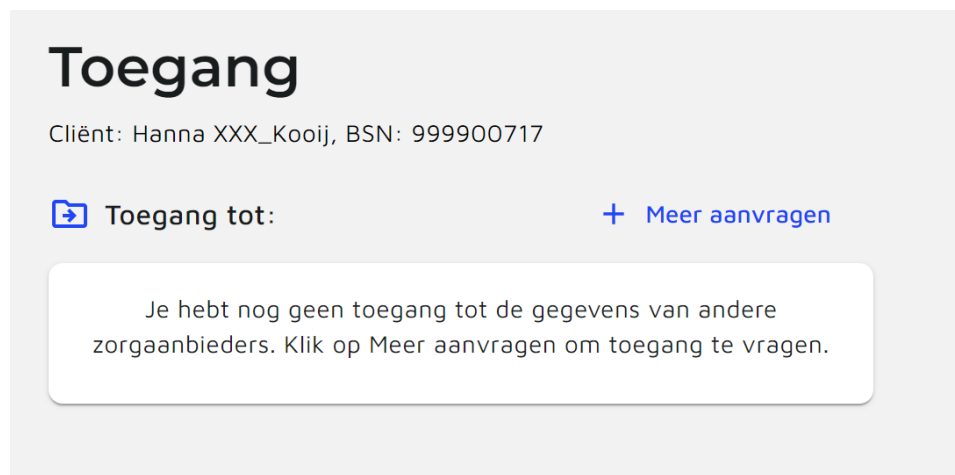 Toegang
Cliënt: Hanna XXX_Kooij, BSN: 999900717
Toegang tot:
+ Meer aanvragen
Je hebt nog geen toegang tot de gegevens van andere
zorgaanbieders. Klik op Meer aanvragen om toegang te vragen.